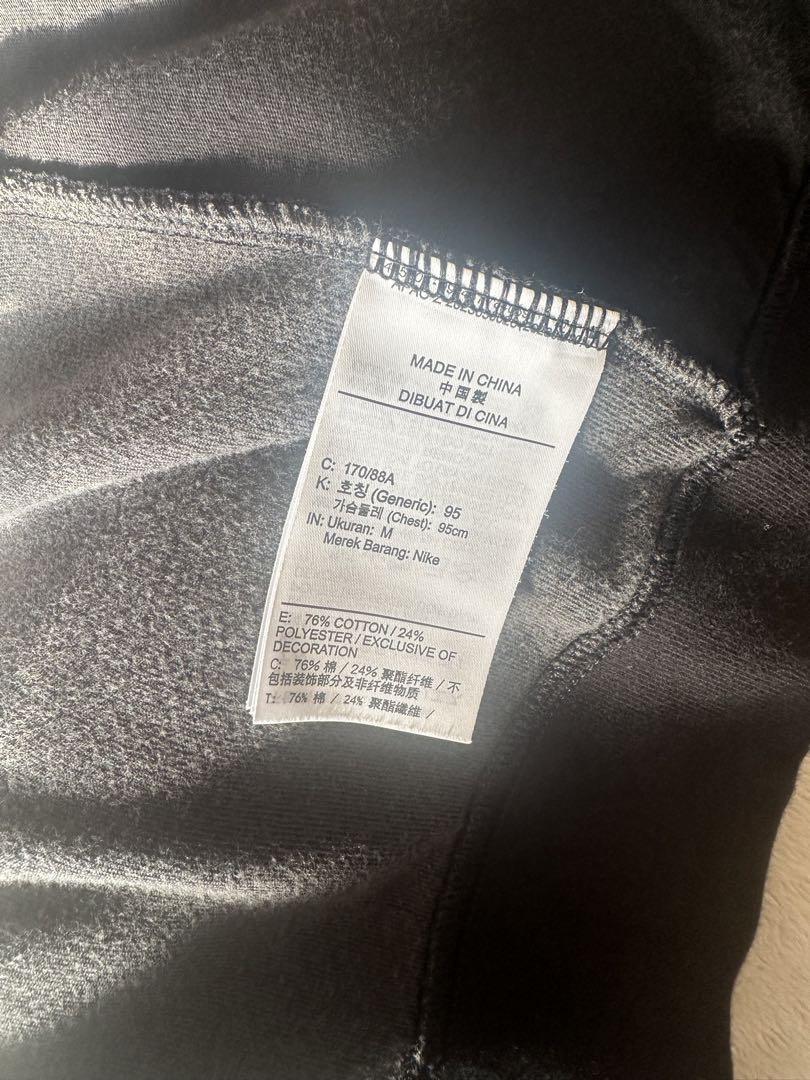 MADE IN CHINA
中国製
DIBUAT DI CINA
C: 170/88A
K: 호칭 (Generic): 95
가슴둘레 (Chest): 95cm
IN: Ukuran: M
Merek Barang: Nike
E: 76% COTTON / 24%
POLYESTER / EXCLUSIVE OF
DECORATION
C: 76% 棉 / 24% 聚酯纤维 / 不
包括装饰部分及非纤维物质
T: 76% 棉 / 24% 聚酯纖維 /